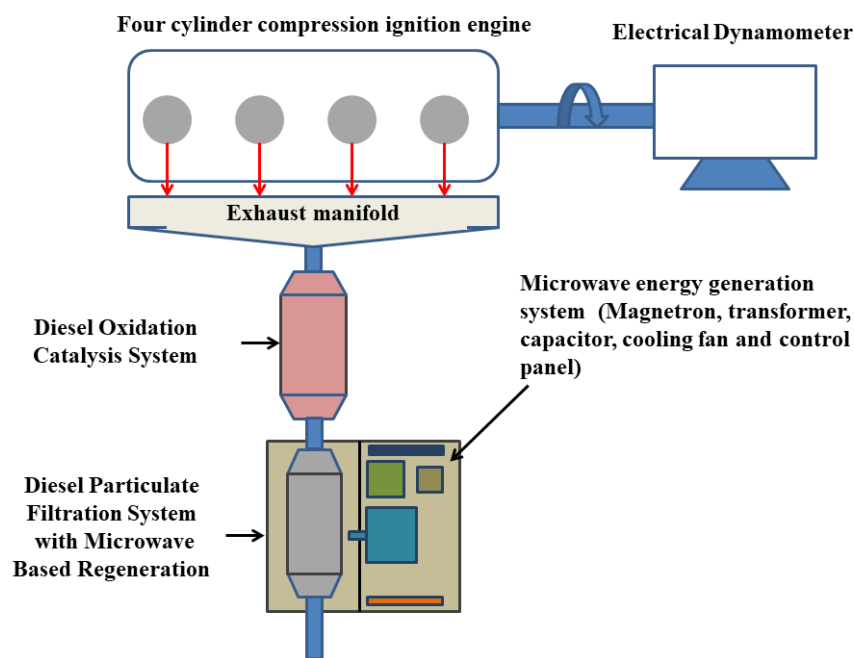 Four cylinder compression ignition engine
Electrical Dynamometer
Exhaust manifold
Microwave energy generation
system (Magnetron, transformer,
capacitor, cooling fan and control
panel)
Diesel Oxidation
Catalysis System
Diesel Particulate
Filtration System
with Microwave
Based Regeneration